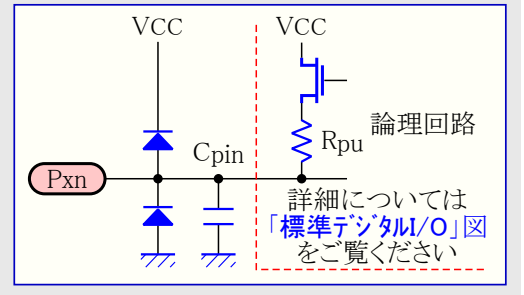 VCC
VCC
論理回路
Rpu
Cpin
Pxn
詳細については
「標準デジタルI/O」図
をご覧ください